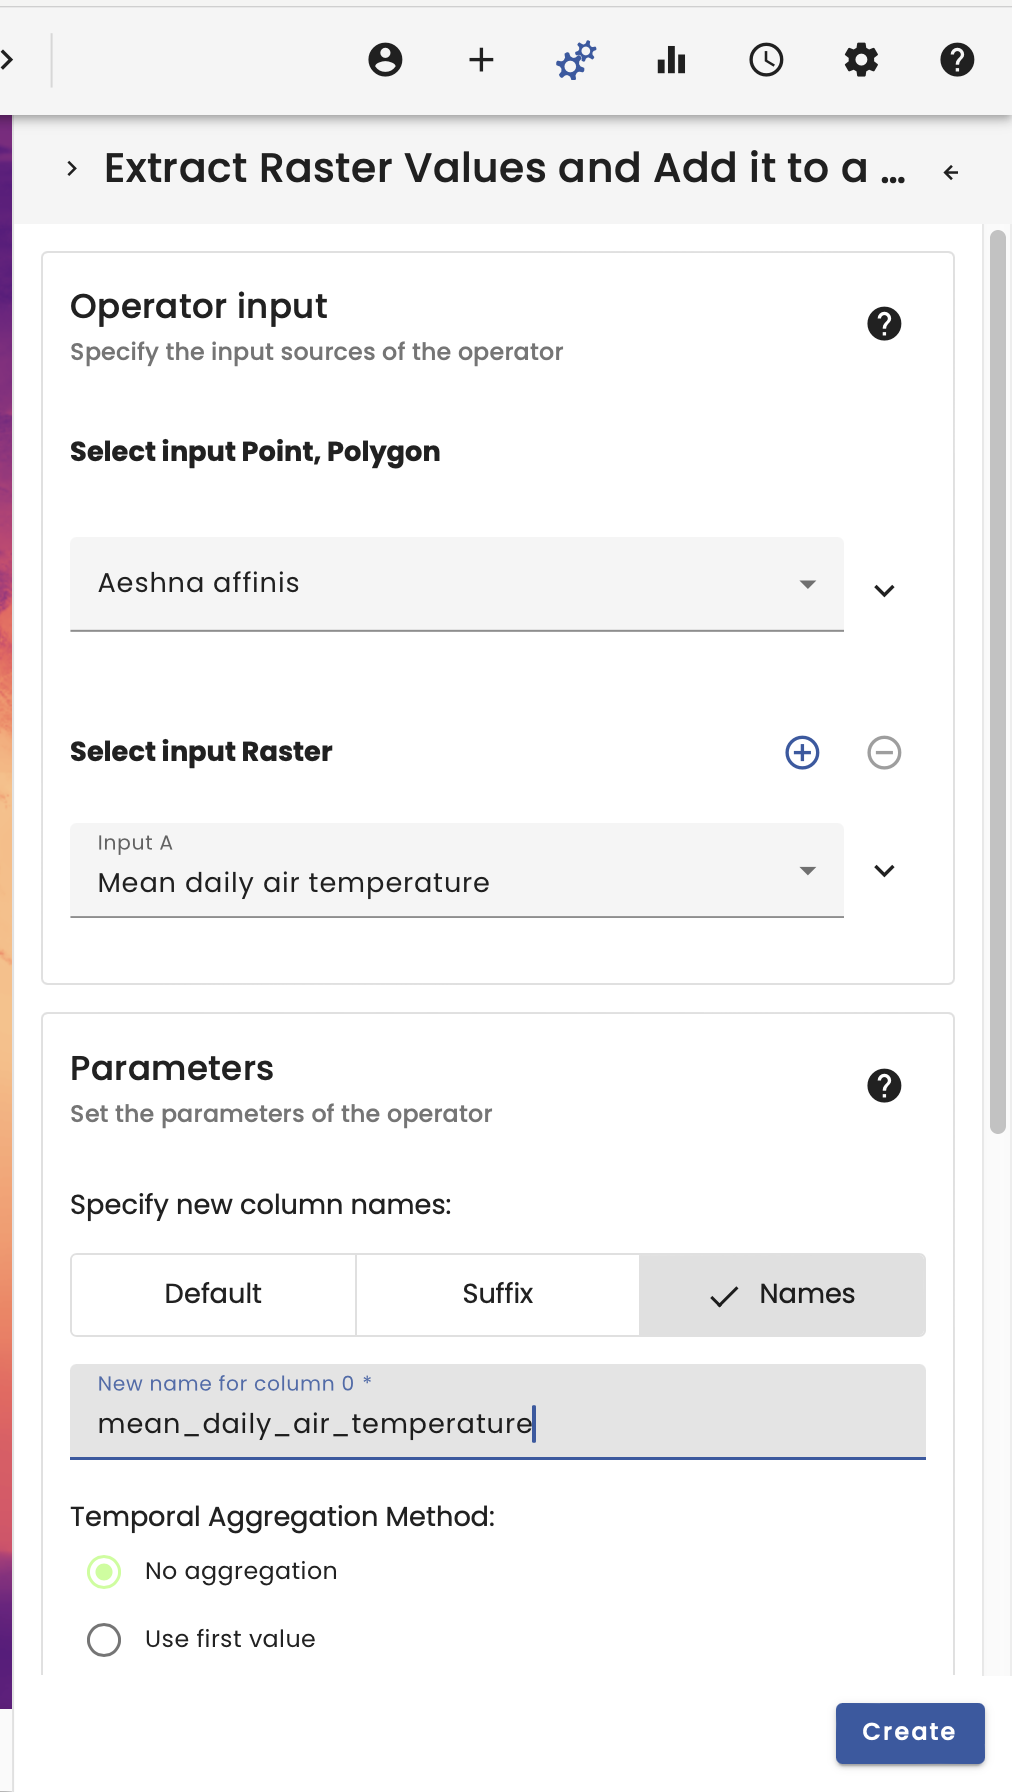 Extract Raster Values and Add it to a ...
Operator input
Specify the input sources of the operator
Select input Point, Polygon
Aeshna affinis
Select input Raster
Input A
Mean daily air temperature
Parameters
Set the parameters of the operator
Specify new column names:
Default Suffix Names
New name for column 0 *
mean_daily_air_temperature
Temporal Aggregation Method:
No aggregation
Use first value
Create